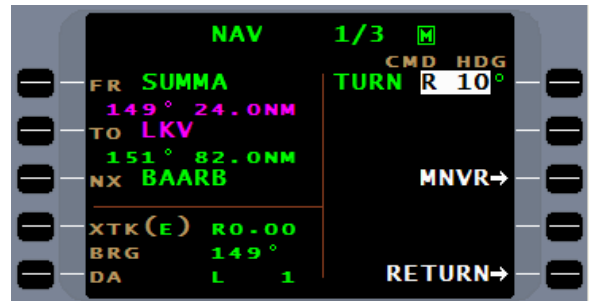 NAV 1/3 M
CMD HDG
FR SUMMA TURN R 10°
149° 24.0NM
TO LKV
151° 82.0NM
NX BAARB MNVR→
XTK(E) R0.00
BRG 149°
DA L 1 RETURN→